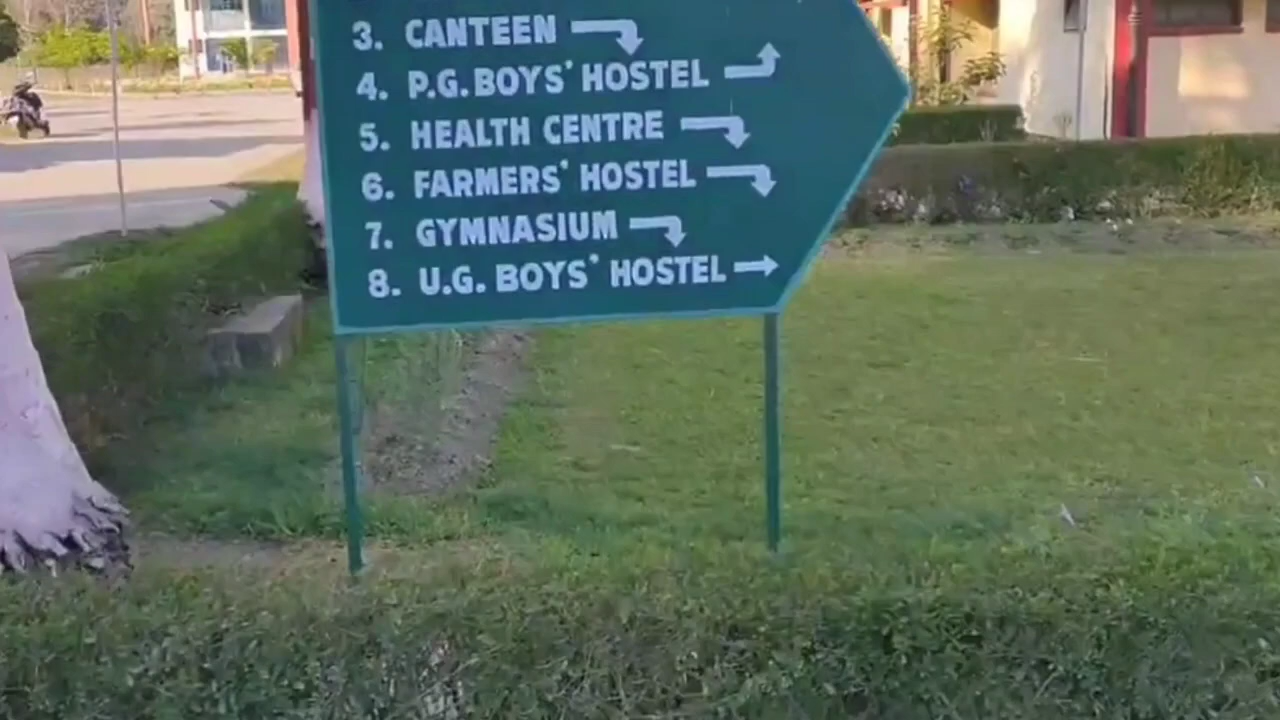 3. CANTEEN
4. P.G. BOYS' HOSTEL
5. HEALTH CENTRE
6. FARMERS' HOSTEL
7. GYMNASIUM
8. U.G. BOYS' HOSTEL